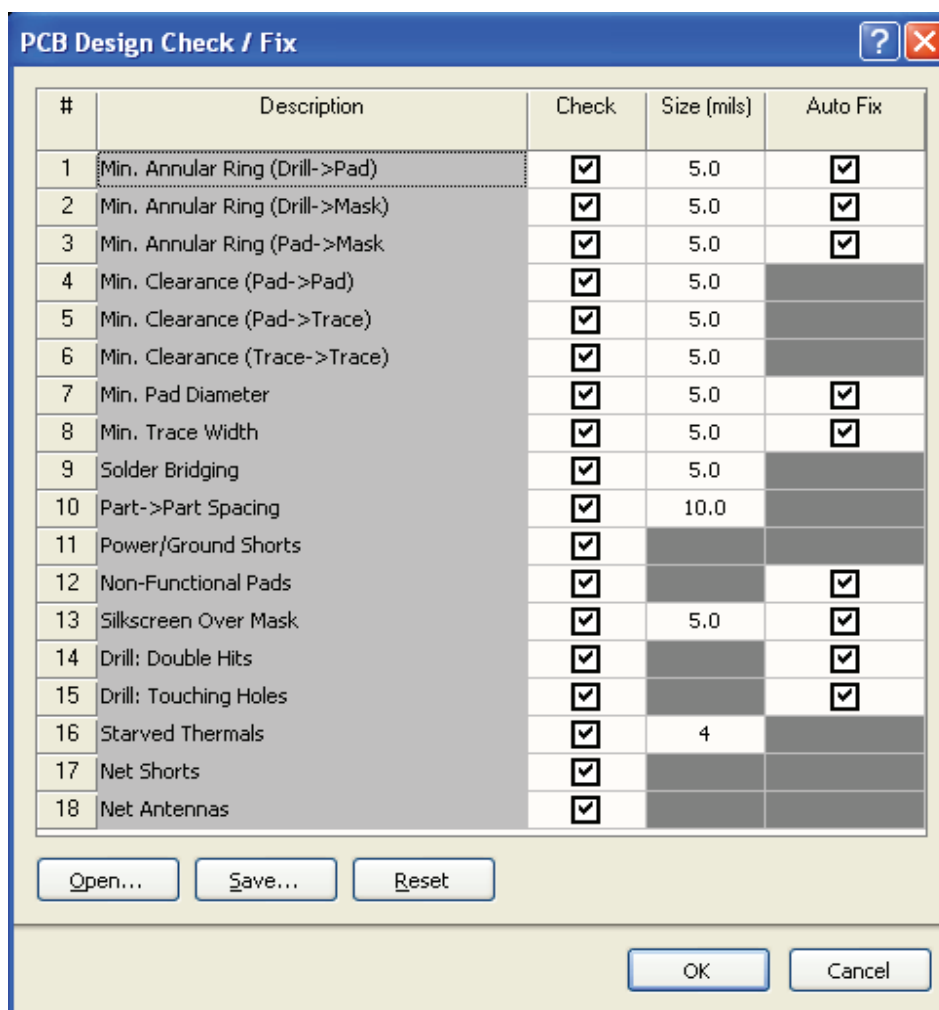 PCB Design Check / Fix
# Description Check Size (mils) Auto Fix
1 Min. Annular Ring (Drill->Pad) 5.0
2 Min. Annular Ring (Drill->Mask) 5.0
3 Min. Annular Ring (Pad->Mask 5.0
4 Min. Clearance (Pad->Pad) 5.0
5 Min. Clearance (Pad->Trace) 5.0
6 Min. Clearance (Trace->Trace) 5.0
7 Min. Pad Diameter 5.0
8 Min. Trace Width 5.0
9 Solder Bridging 5.0
10 Part->Part Spacing 10.0
11 Power/Ground Shorts
12 Non-Functional Pads
13 Silkscreen Over Mask 5.0
14 Drill: Double Hits
15 Drill: Touching Holes
16 Starved Thermals 4
17 Net Shorts
18 Net Antennas
Open... Save... Reset
OK Cancel